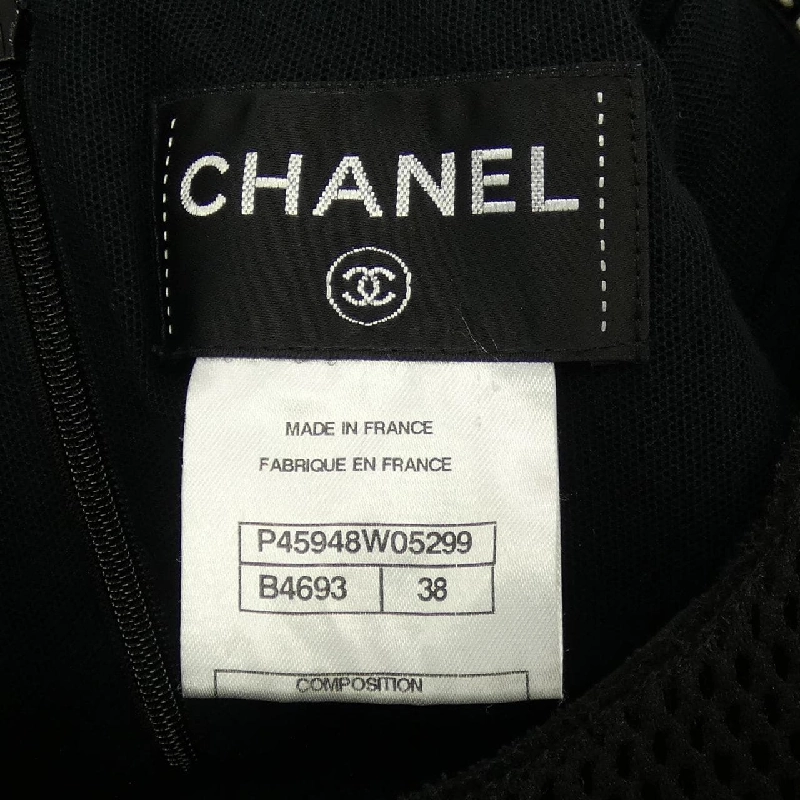 CHANEL
MADE IN FRANCE
FABRIQUE EN FRANCE
P45948W05299
B4693 38
COMPOSITION